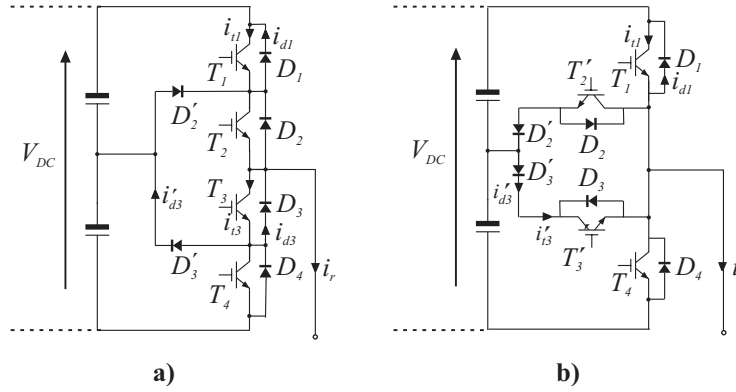 i_{t1} i_{d1}
T_1 D_1
D'_2
T_2 D_2
V_{DC}
T_3
i'_{d3} D_3
i_{t3} i_{d3}
D'_3
T_4 D_4 i_r
a)
i_{t1} D_1
T'_2 T_1 i_{d1}
D'_2 D_2
V_{DC}
D'_3 D_3
i'_{d3} i'_{t3}
T'_3
T_4 D_4 i
b)